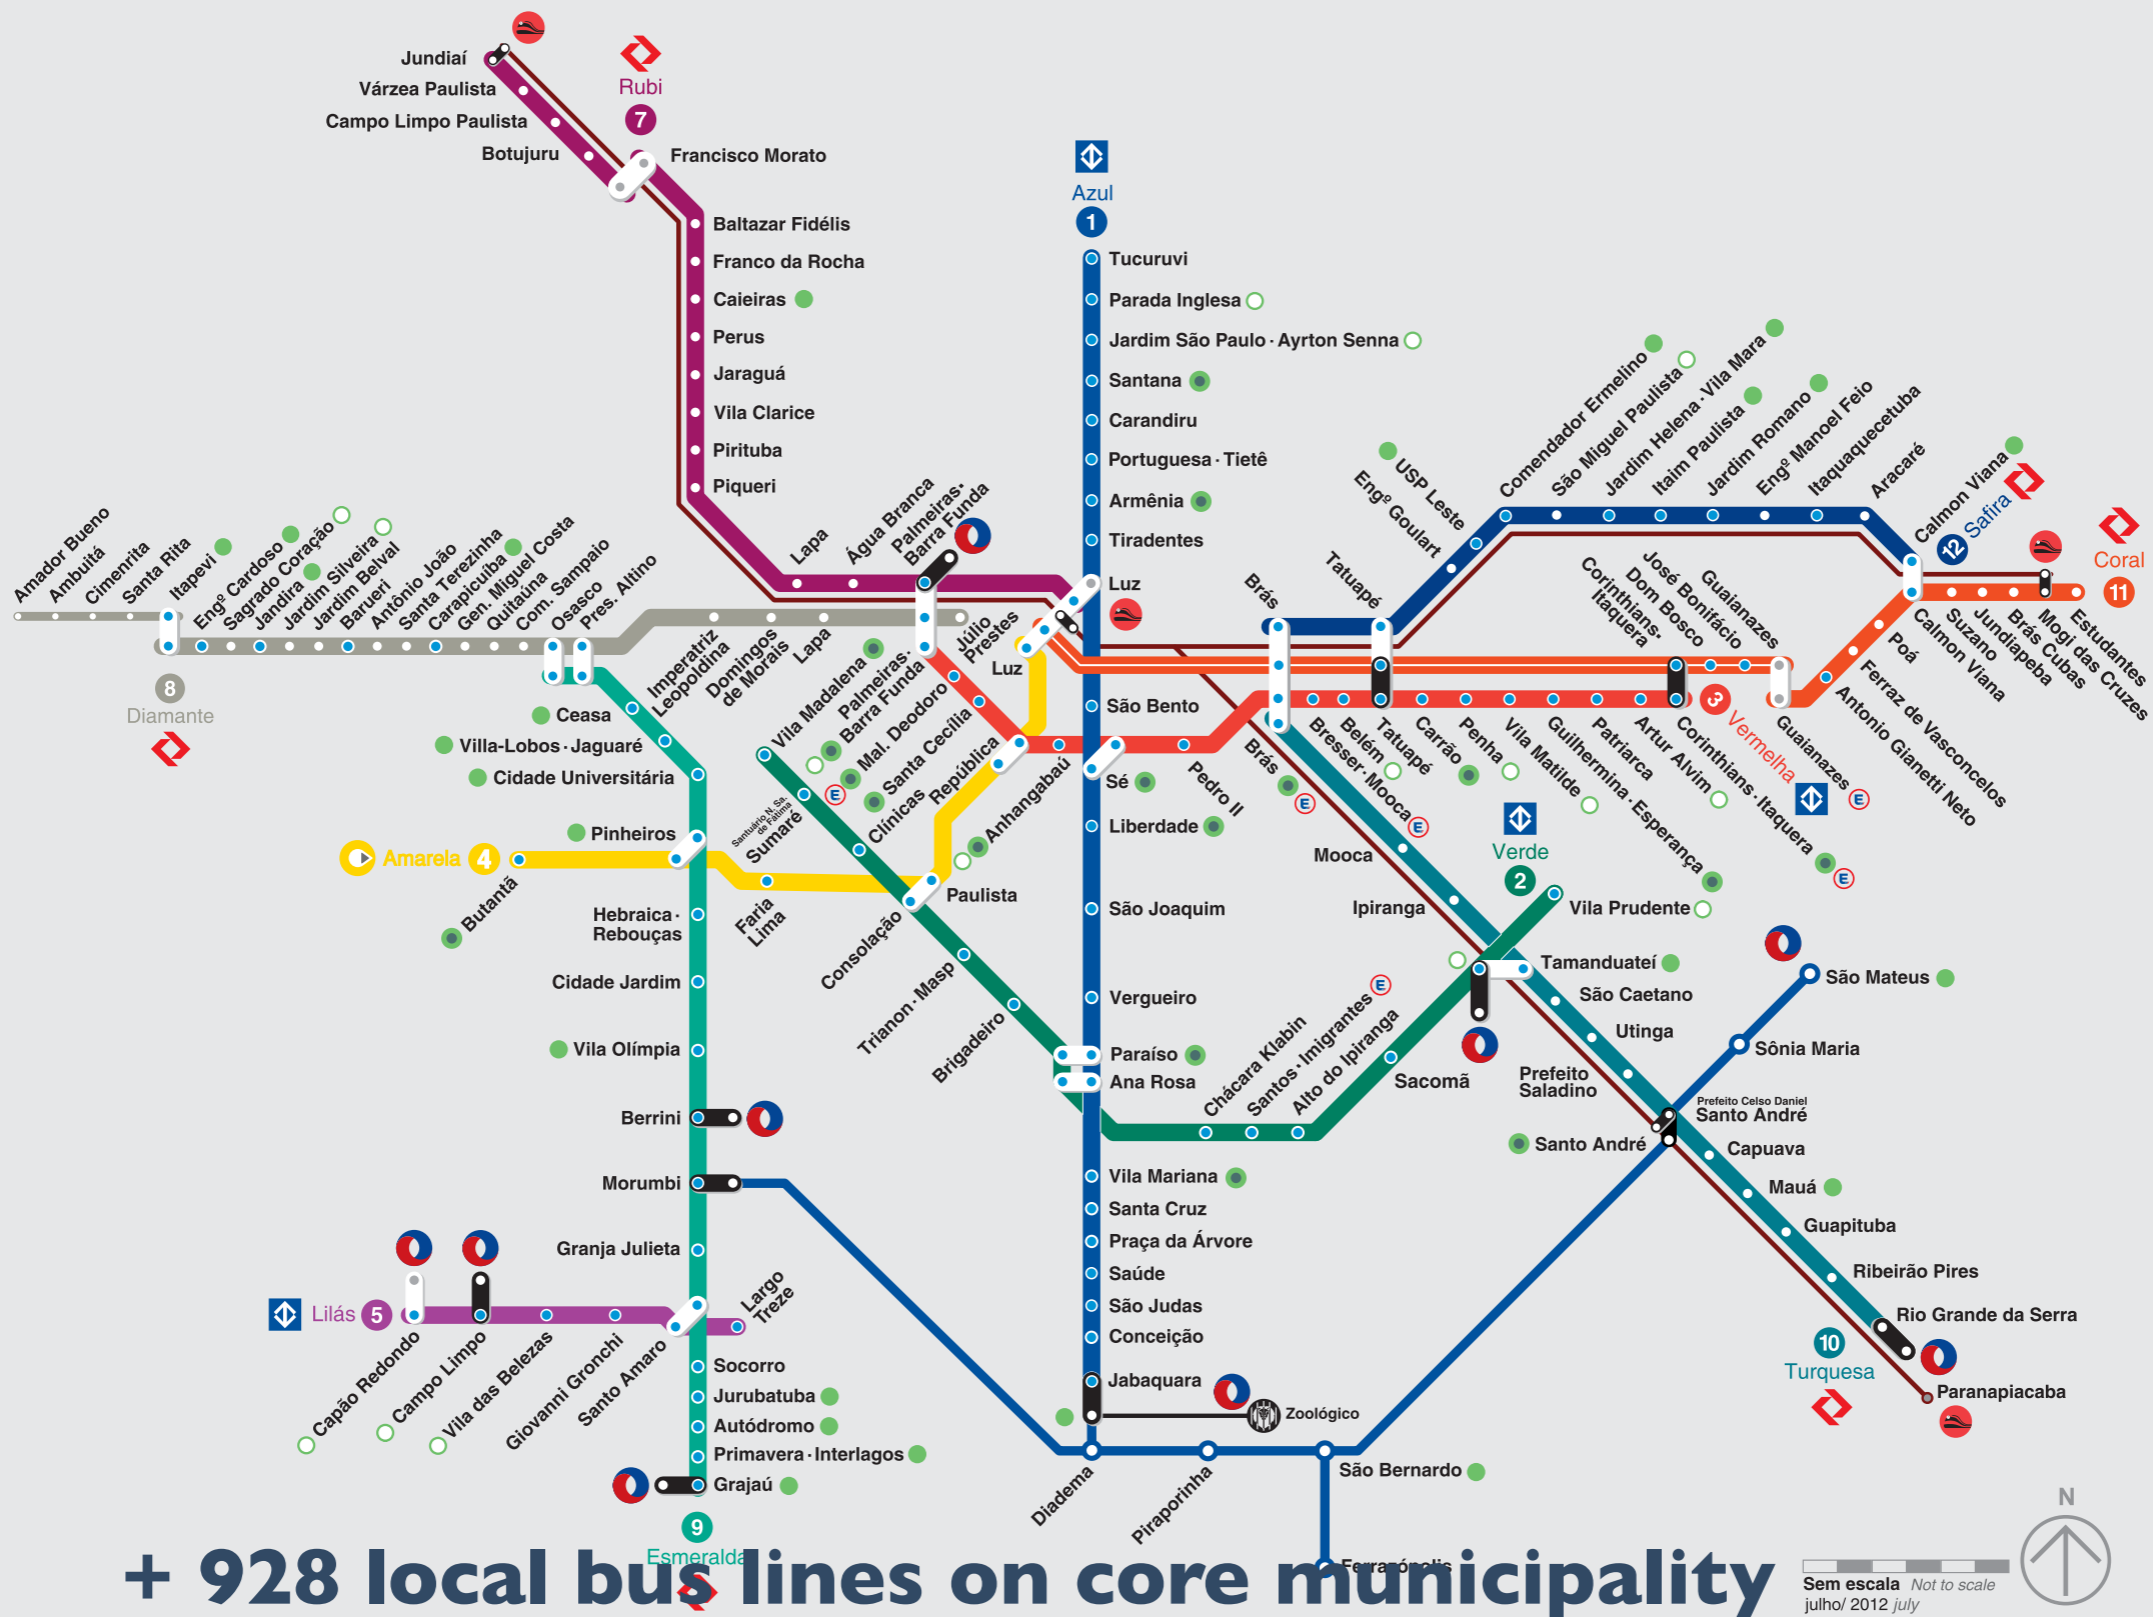 Jundiaí
Várzea Paulista
Campo Limpo Paulista
Botujuru
Rubi
7
Francisco Morato
Baltazar Fidélis
Franco da Rocha
Caieiras
Perus
Jaraguá
Vila Clarice
Pirituba
Piqueri
Lapa
Água Branca
Palmeiras·
Barra Funda
Luz
Azul
1
Tucuruvi
Parada Inglesa
Jardim São Paulo · Ayrton Senna
Santana
Carandiru
Portuguesa · Tietê
Armênia
Tiradentes
São Bento
Sé
Liberdade
São Joaquim
Vergueiro
Paraíso
Ana Rosa
Vila Mariana
Santa Cruz
Praça da Árvore
Saúde
São Judas
Conceição
Jabaquara
Zoológico
Amador Bueno
Ambuitá
Cimenrita
Santa Rita
Itapevi
Engº Cardoso
Sagrado Coração
Jandira
Jardim Silveira
Jardim Belval
Barueri
Antônio João
Santa Terezinha
Carapicuíba
Gen. Miguel Costa
Quitaúna
Com. Sampaio
Osasco
Pres. Altino
8
Diamante
Imperatriz
Leopoldina
Domingos
de Morais
Lapa
Júlio
Prestes
Luz
Ceasa
Villa-Lobos · Jaguaré
Cidade Universitária
Pinheiros
Amarela
4
Butantã
Hebraica ·
Rebouças
Cidade Jardim
Vila Olímpia
Berrini
Morumbi
Granja Julieta
Faria
Lima
Vila Madalena
Palmeiras·
Barra Funda
Mal. Deodoro
Santa Cecília
República
Anhangabaú
Santuário N. Sa.
de Fátima
Sumaré
E
Clínicas
Paulista
Consolação
Trianon · Masp
Brigadeiro
Chácara Klabin
Santos · Imigrantes
E
Alto do Ipiranga
Sacomã
Lilás
5
Capão Redondo
Campo Limpo
Vila das Belezas
Giovanni Gronchi
Santo Amaro
Largo
Treze
Socorro
Jurubatuba
Autódromo
Primavera · Interlagos
Grajaú
9
Esmeralda
Brás
Tatuapé
Engº Goulart
USP Leste
Comendador Ermelino
São Miguel Paulista
Jardim Helena · Vila Mara
Itaim Paulista
Jardim Romano
Engº Manoel Feio
Itaquaquecetuba
Aracaré
Calmon Viana
12
Safira
Coral
11
Corinthians-
Itaquera
Dom Bosco
José Bonifácio
Guaianazes
Calmon Viana
Suzano
Jundiapeba
Brás Cubas
Mogi das Cruzes
Estudantes
Poá
Ferraz de Vasconcelos
Antonio Gianetti Neto
Guaianazes
E
3
Vermelha
Pedro II
Brás
E
Bresser · Mooca
E
Belém
Tatuapé
Carrão
Penha
Vila Matilde
Guilhermina · Esperança
Patriarca
Artur Alvim
Corinthians · Itaquera
E
Verde
2
Vila Prudente
Mooca
Ipiranga
Tamanduateí
São Caetano
Utinga
Prefeito
Saladino
Prefeito Celso Daniel
Santo André
Santo André
Capuava
Mauá
Guapituba
Ribeirão Pires
Rio Grande da Serra
10
Turquesa
Paranapiacaba
São Mateus
Sônia Maria
Diadema
Piraporinha
São Bernardo
Ferrazópolis
+ 928 local bus lines on core municipality
N
Sem escala Not to scale
julho/ 2012 july